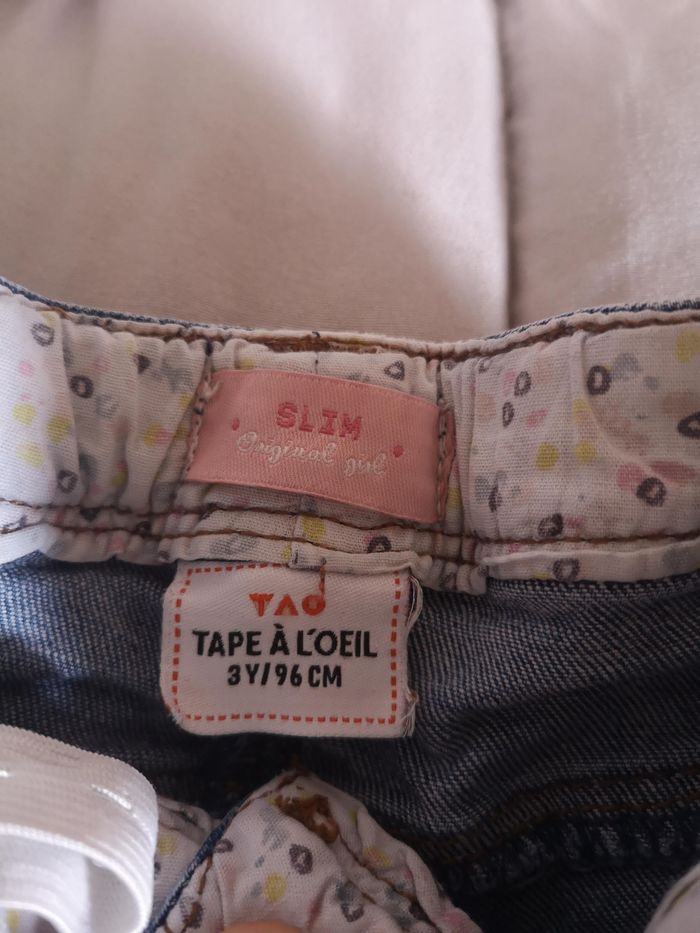 SLIM
Original girl
TAO
TAPE À L'OEIL
3Y/96 CM